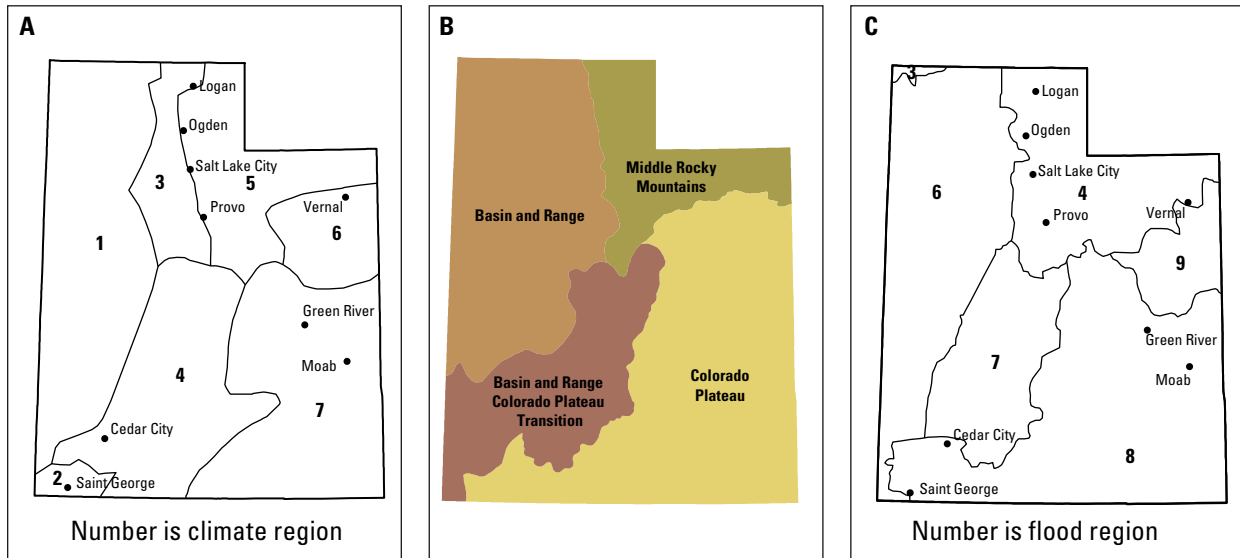 A
Logan
Ogden
Salt Lake City
3
5
Provo
Vernal
6
1
Green River
Moab
4
7
Cedar City
2
Saint George
Number is climate region
B
Middle Rocky
Mountains
Basin and Range
Colorado
Plateau
Basin and Range
Colorado Plateau
Transition
C
3
Logan
Ogden
Salt Lake City
6
4
Provo
Vernal
9
Green River
7
Moab
Cedar City
8
Saint George
Number is flood region